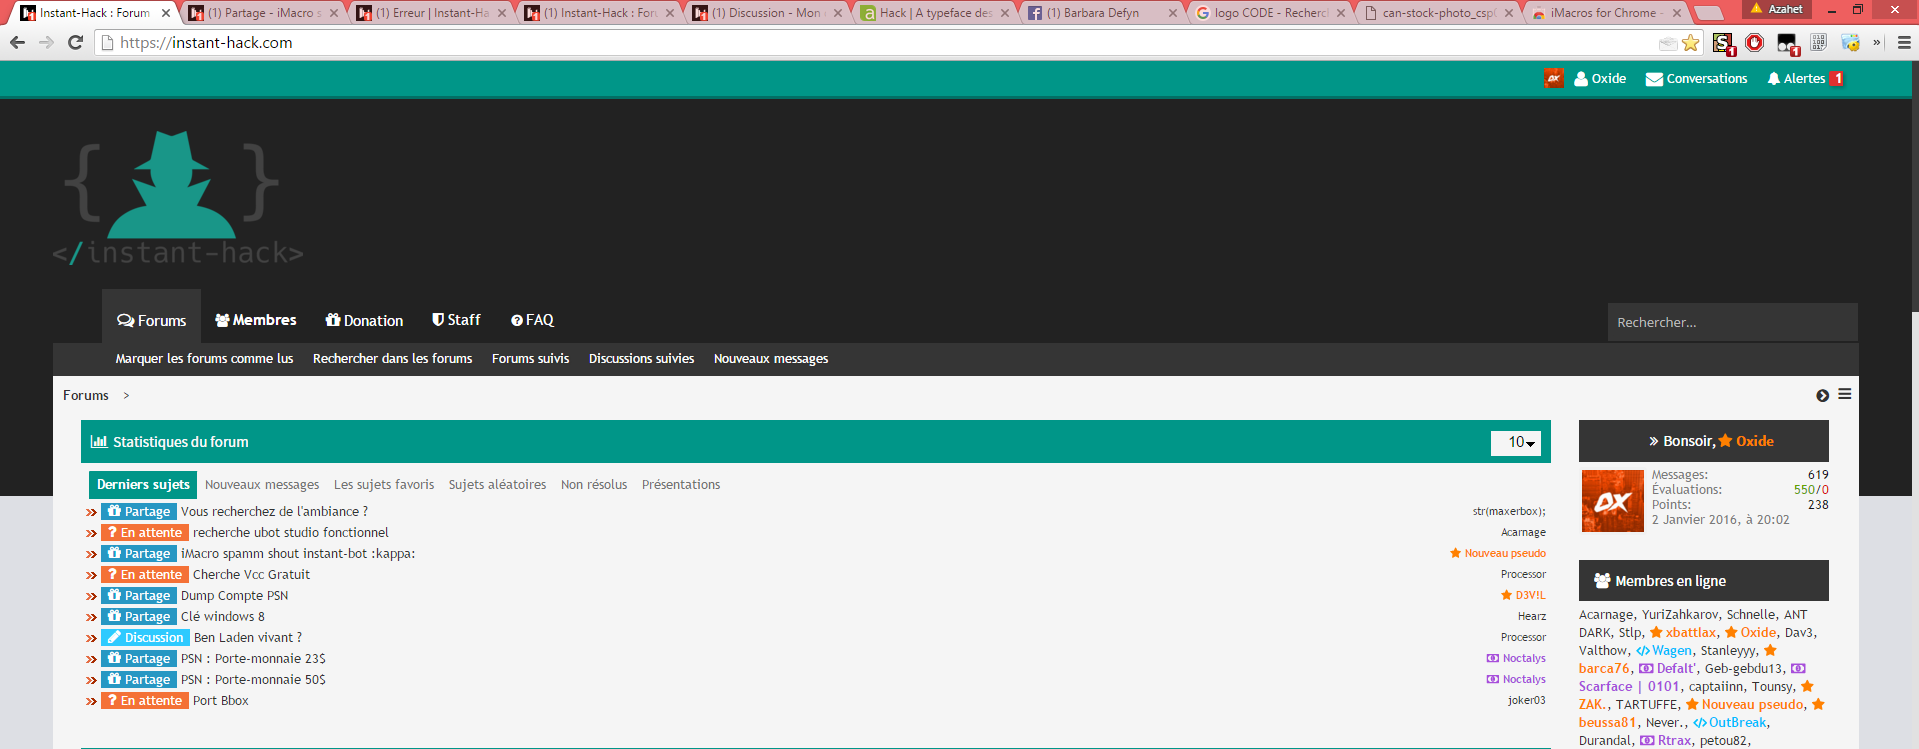 Instant-Hack : Forum
(1) Partage - iMacro s
(1) Erreur | Instant-Ha
(1) Instant-Hack : Foru
(1) Discussion - Mon
Hack | A typeface des
(1) Barbara Defyn
logo CODE - Recherch
can-stock-photo_csp
iMacros for Chrome -
Azahet
https://instant-hack.com
Oxide
Conversations
Alertes 1
{ }
</instant-hack>
Forums
Membres
Donation
Staff
FAQ
Rechercher...
Marquer les forums comme lus
Rechercher dans les forums
Forums suivis
Discussions suivies
Nouveaux messages
Forums >
Statistiques du forum
10
Derniers sujets
Nouveaux messages
Les sujets favoris
Sujets aléatoires
Non résolus
Présentations
Partage Vous recherchez de l'ambiance ? str(maxerbox);
? En attente recherche ubot studio fonctionnel Acarnage
Partage iMacro spamm shout instant-bot :kappa: Nouveau pseudo
? En attente Cherche Vcc Gratuit Processor
Partage Dump Compte PSN D3V!L
Partage Clé windows 8 Hearz
Discussion Ben Laden vivant ? Processor
Partage PSN : Porte-monnaie 23$ Noctalys
Partage PSN : Porte-monnaie 50$ Noctalys
? En attente Port Bbox joker03
» Bonsoir, Oxide
OX
Messages: 619
Évaluations: 550/0
Points: 238
2 Janvier 2016, à 20:02
Membres en ligne
Acarnage, YuriZahkarov, Schnelle, ANT
DARK, Stlp, xbattlax, Oxide, Dav3,
Valthow, Wagen, Stanleyyy,
barca76, Defalt', Geb-gebdu13,
Scarface | 0101, captaiinn, Tounsy,
ZAK., TARTUFFE, Nouveau pseudo,
beussa81, Never., OutBreak,
Durandal, Rtrax, petou82,